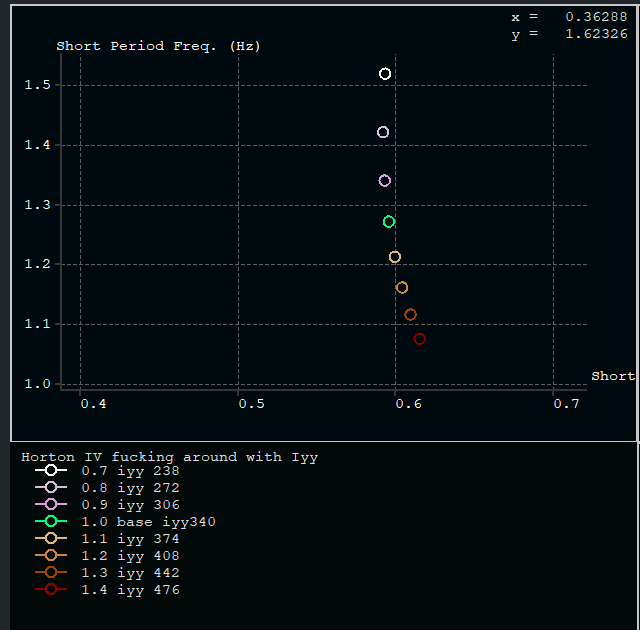 x =   0.36288
y =   1.62326
Short Period Freq. (Hz)
1.5
1.4
1.3
1.2
1.1
1.0
Short
0.4 0.5 0.6 0.7
Horton IV fucking around with Iyy
0.7 iyy 238
0.8 iyy 272
0.9 iyy 306
1.0 base iyy340
1.1 iyy 374
1.2 iyy 408
1.3 iyy 442
1.4 iyy 476